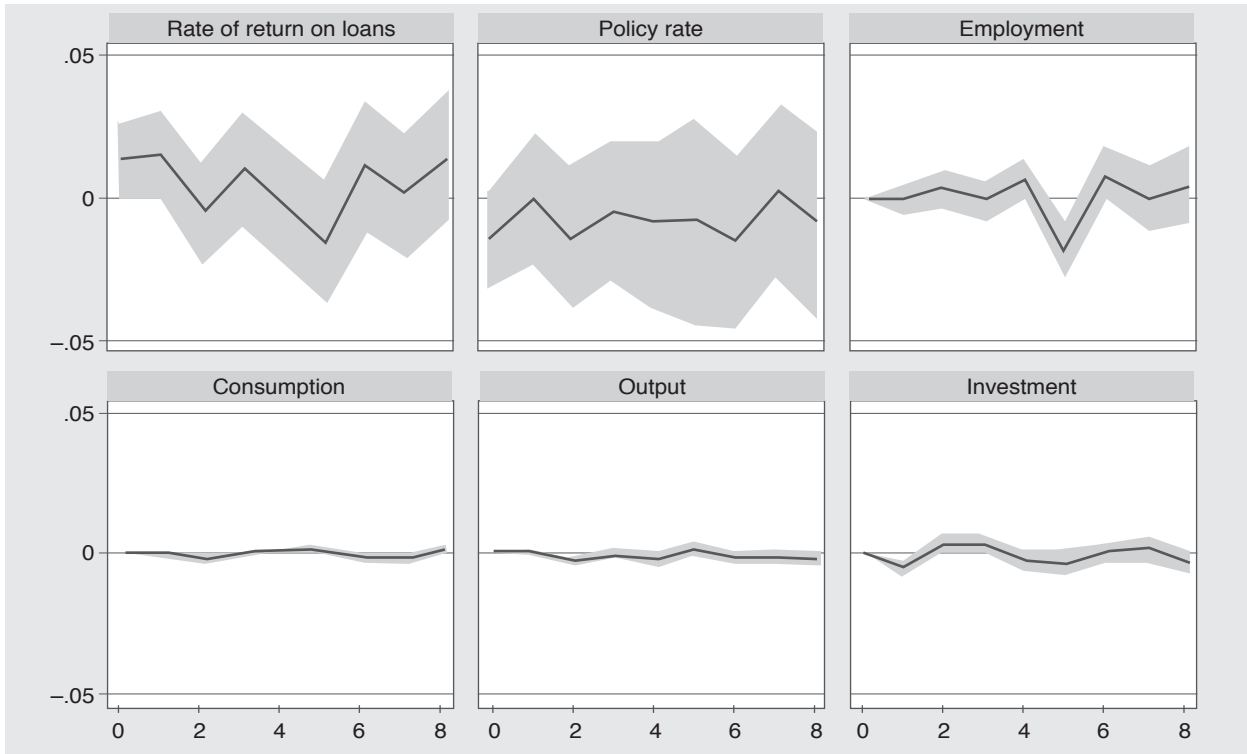 Rate of return on loans Policy rate Employment
.05
0
–.05
Consumption Output Investment
.05
0
–.05
0 2 4 6 8 0 2 4 6 8 0 2 4 6 8